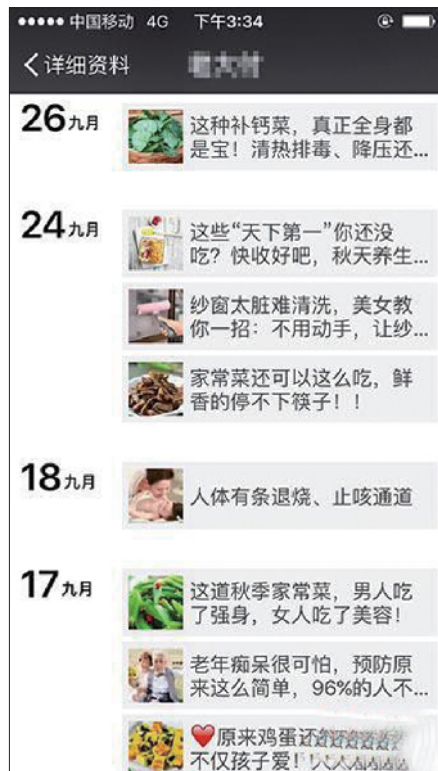 中国移动 4G 下午3:34
详细资料
26九月
这种补钙菜，真正全身都
是宝！清热排毒、降压还...
24九月
这些“天下第一”你还没
吃？快收好吧，秋天养生...
纱窗太脏难清洗，美女教
你一招：不用动手，让纱...
家常菜还可以这么吃，鲜
香的停不下筷子！！
18九月
人体有条退烧、止咳通道
17九月
这道秋季家常菜，男人吃
了强身，女人吃了美容！
老年痴呆很可怕，预防原
来这么简单，96%的人不...
❤️原来鸡蛋还
不仅孩子爱！